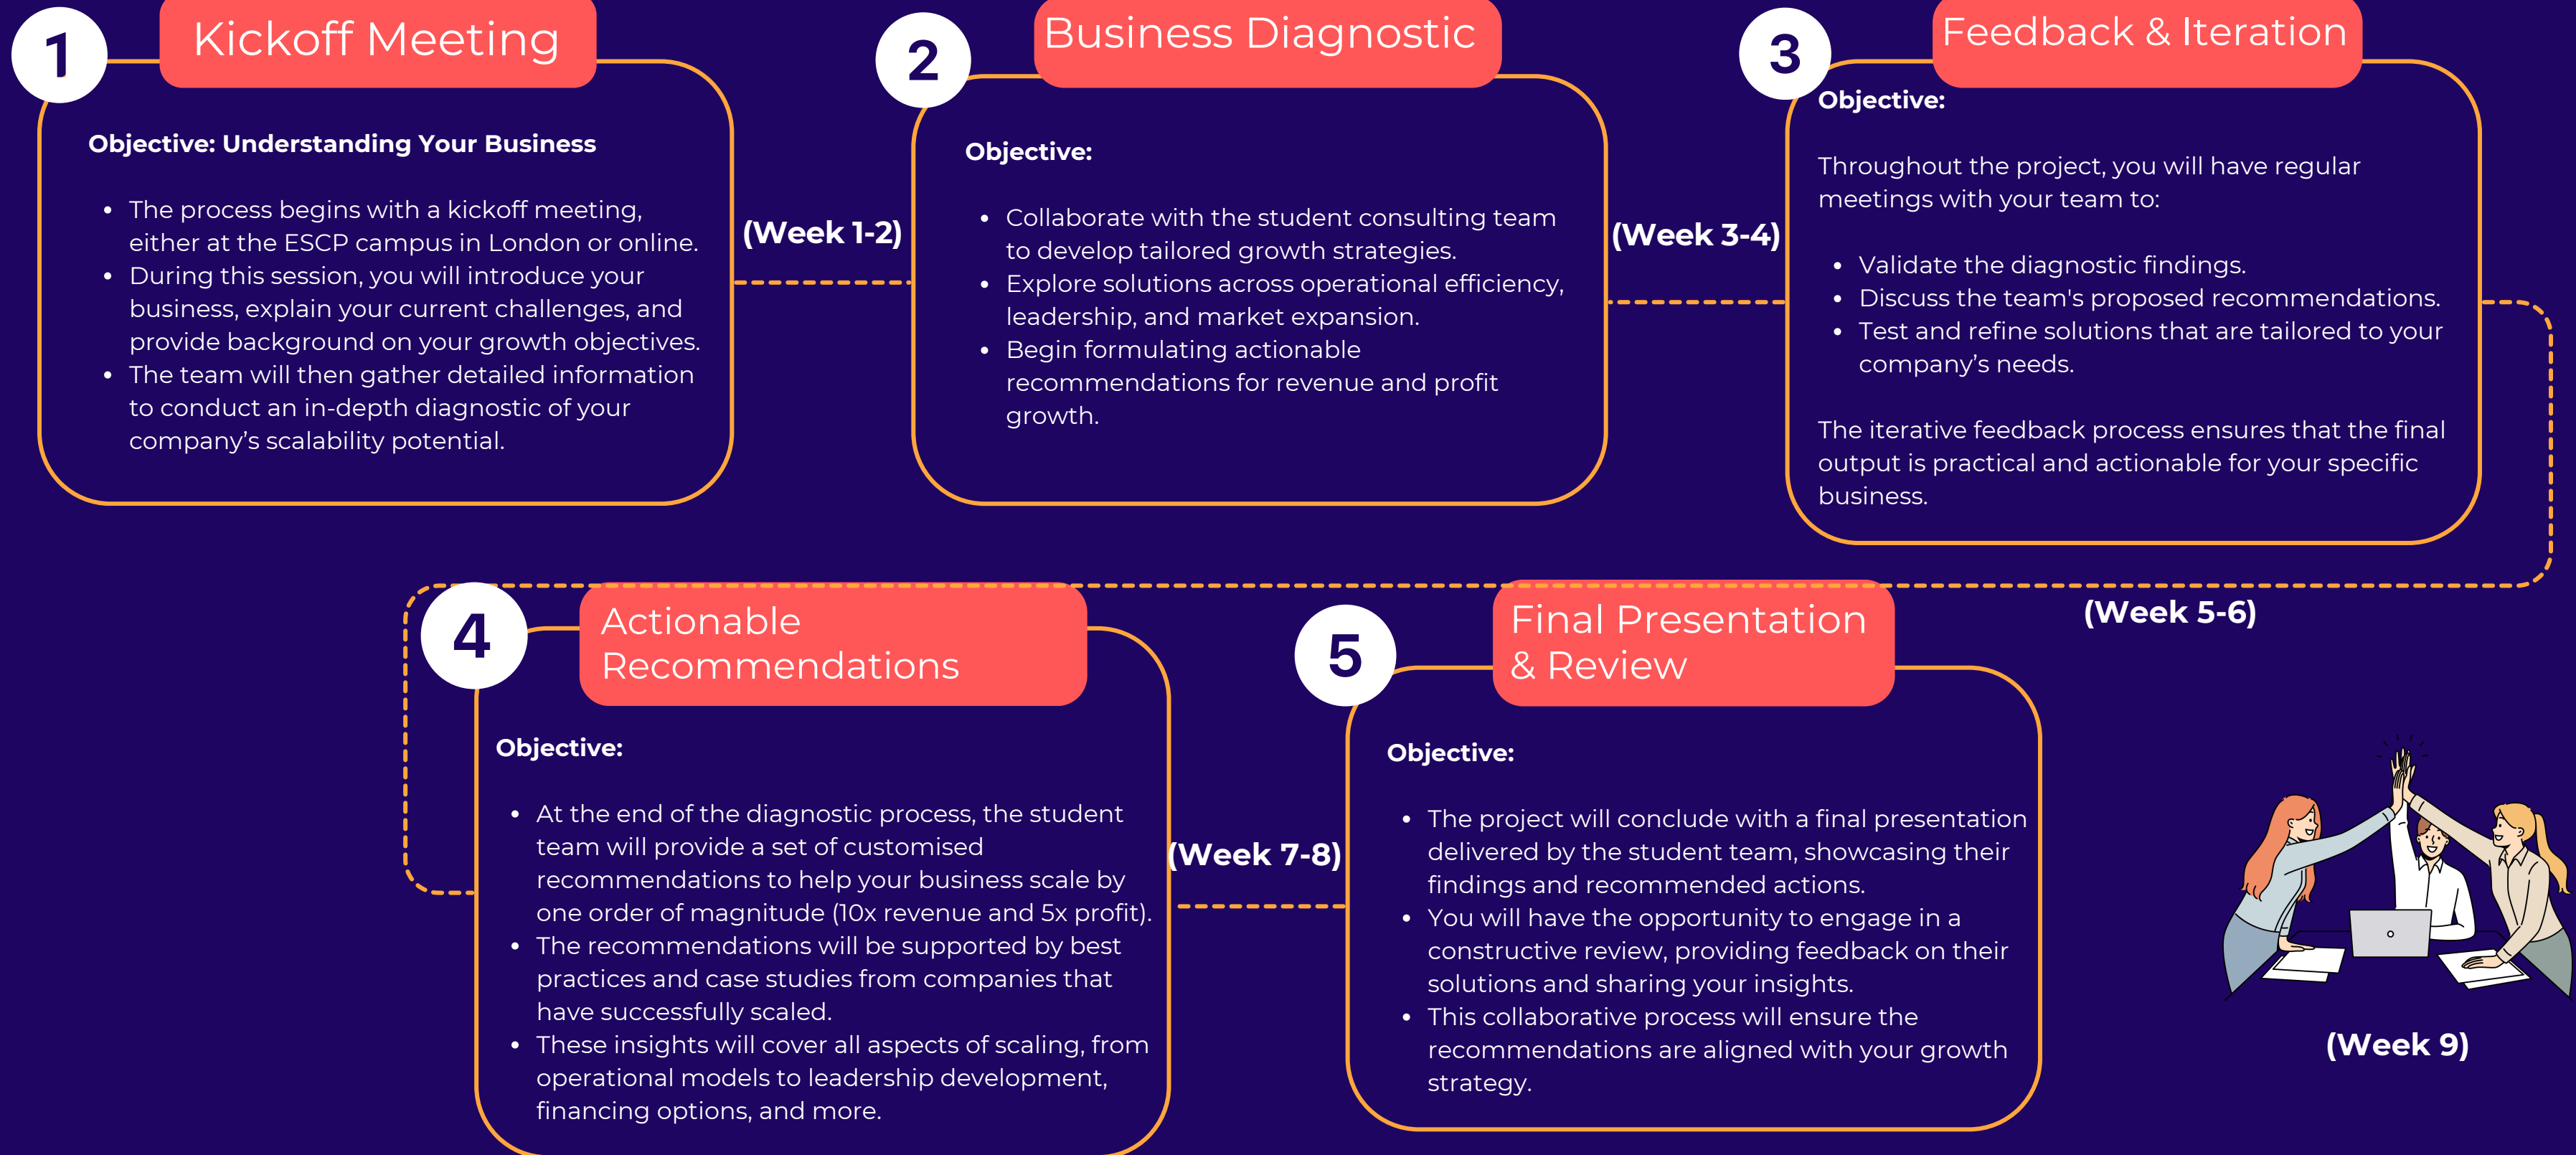 1
Kickoff Meeting
Objective: Understanding Your Business
• The process begins with a kickoff meeting,
either at the ESCP campus in London or online.
• During this session, you will introduce your
business, explain your current challenges, and
provide background on your growth objectives.
• The team will then gather detailed information
to conduct an in-depth diagnostic of your
company’s scalability potential.
(Week 1-2)
2
Business Diagnostic
Objective:
• Collaborate with the student consulting team
to develop tailored growth strategies.
• Explore solutions across operational efficiency,
leadership, and market expansion.
• Begin formulating actionable
recommendations for revenue and profit
growth.
(Week 3-4)
3
Feedback & Iteration
Objective:
Throughout the project, you will have regular
meetings with your team to:
• Validate the diagnostic findings.
• Discuss the team's proposed recommendations.
• Test and refine solutions that are tailored to your
company’s needs.
The iterative feedback process ensures that the final
output is practical and actionable for your specific
business.
(Week 5-6)
4
Actionable
Recommendations
Objective:
• At the end of the diagnostic process, the student
team will provide a set of customised
recommendations to help your business scale by
one order of magnitude (10x revenue and 5x profit).
• The recommendations will be supported by best
practices and case studies from companies that
have successfully scaled.
• These insights will cover all aspects of scaling, from
operational models to leadership development,
financing options, and more.
(Week 7-8)
5
Final Presentation
& Review
Objective:
• The project will conclude with a final presentation
delivered by the student team, showcasing their
findings and recommended actions.
• You will have the opportunity to engage in a
constructive review, providing feedback on their
solutions and sharing your insights.
• This collaborative process will ensure the
recommendations are aligned with your growth
strategy.
(Week 9)